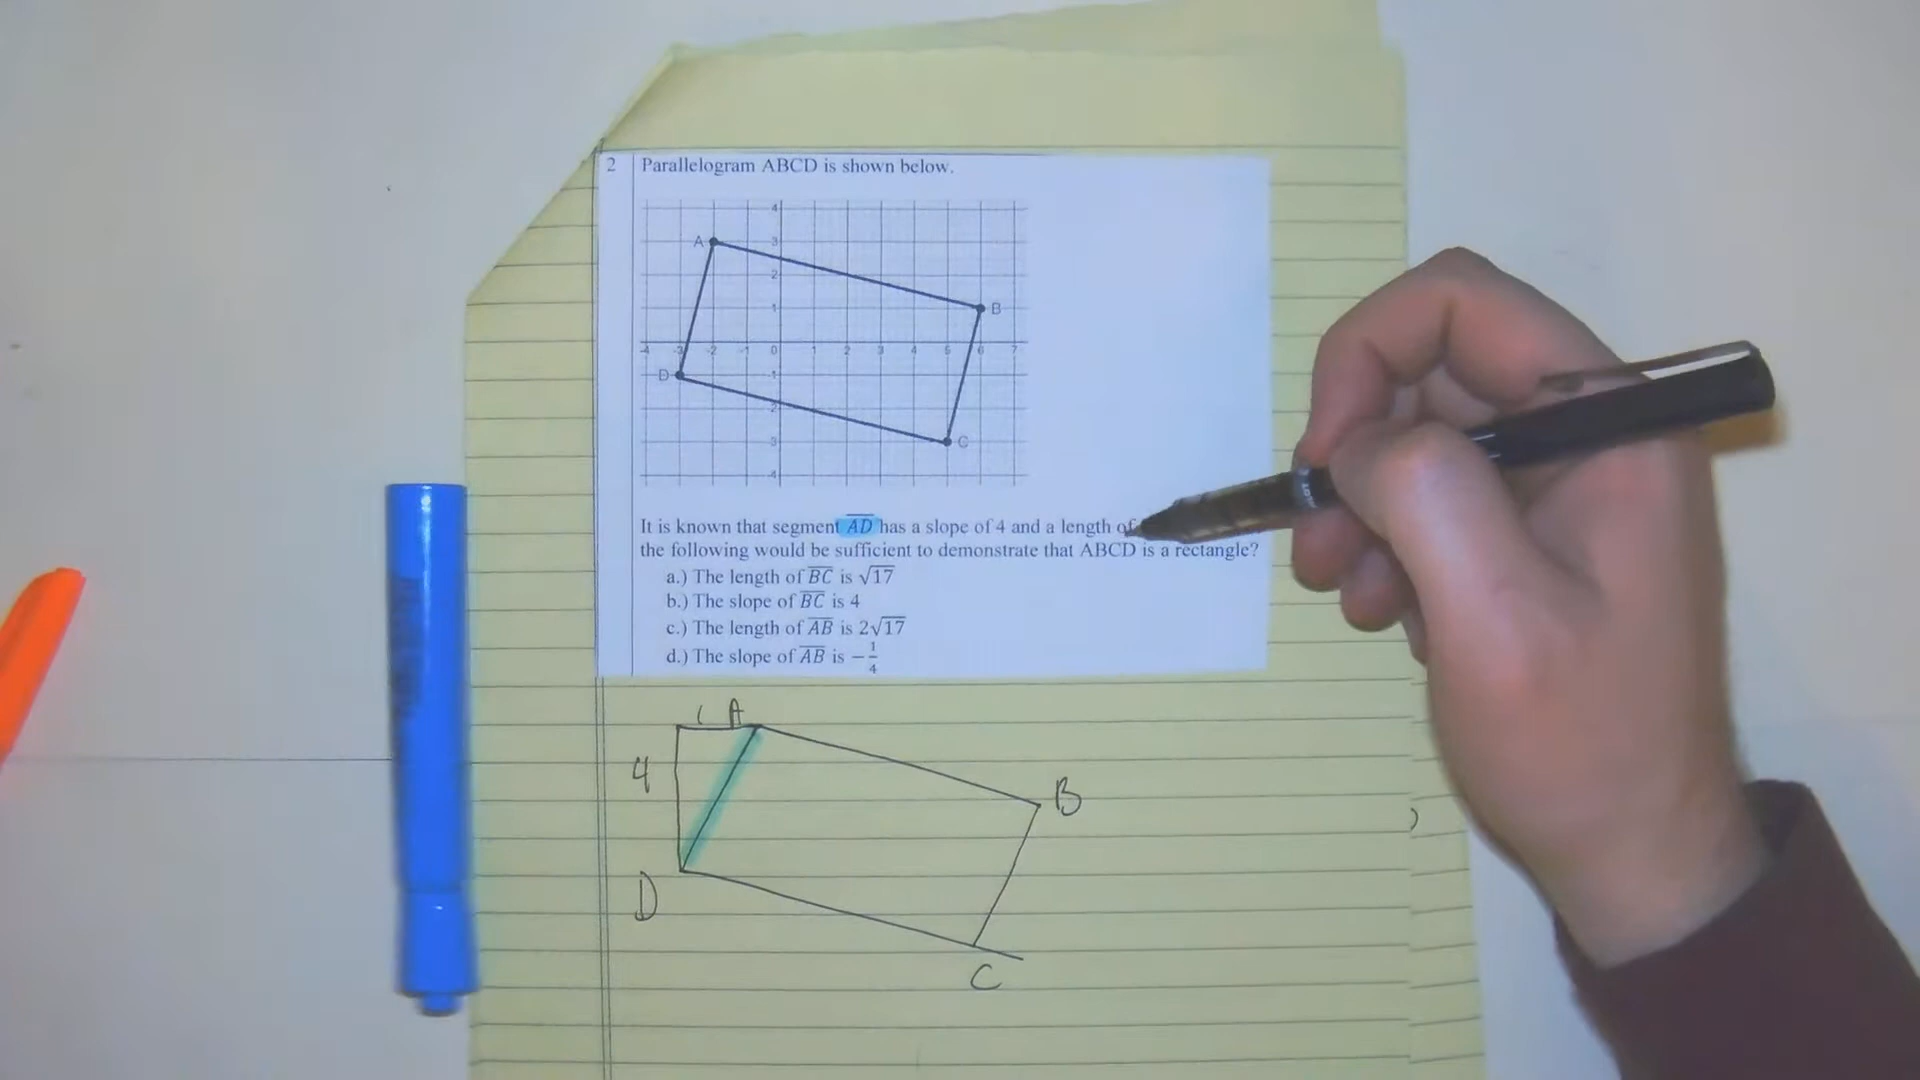 2 Parallelogram ABCD is shown below.
4
A 3
2
1 B
-4 -3 -2 -1 0 1 2 3 4 5 6 7
D -1
-2
-3 C
-4
It is known that segment AD has a slope of 4 and a length of
the following would be sufficient to demonstrate that ABCD is a rectangle?
a.) The length of BC is √17
b.) The slope of BC is 4
c.) The length of AB is 2√17
d.) The slope of AB is -1/4
1 A
4
B
D
C